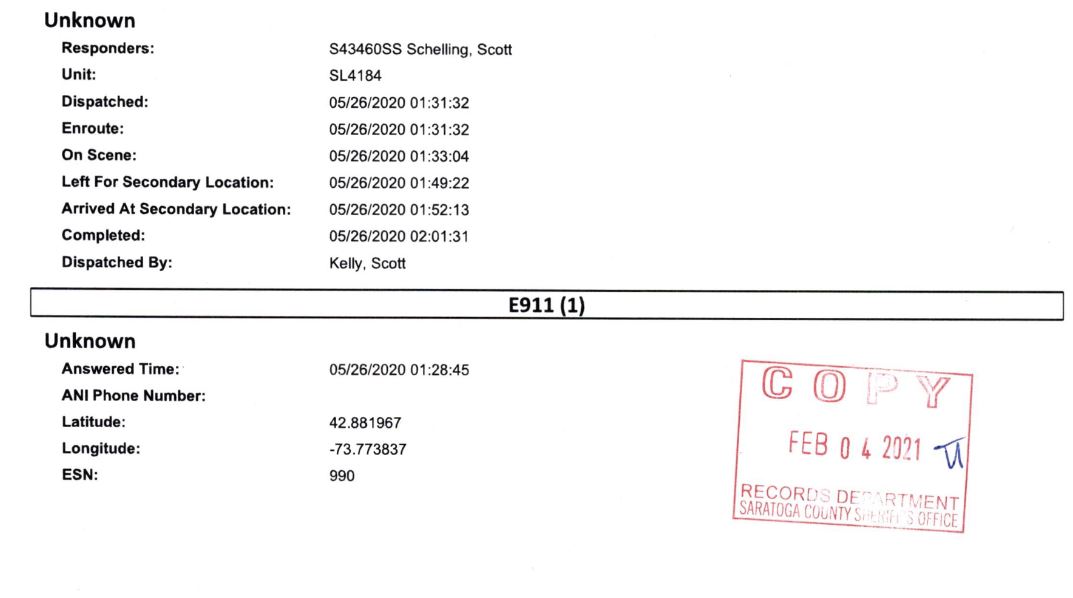 Unknown
Responders: S43460SS Schelling, Scott
Unit: SL4184
Dispatched: 05/26/2020 01:31:32
Enroute: 05/26/2020 01:31:32
On Scene: 05/26/2020 01:33:04
Left For Secondary Location: 05/26/2020 01:49:22
Arrived At Secondary Location: 05/26/2020 01:52:13
Completed: 05/26/2020 02:01:31
Dispatched By: Kelly, Scott
E911 (1)
Unknown
Answered Time: 05/26/2020 01:28:45
ANI Phone Number:
Latitude: 42.881967
Longitude: -73.773837
ESN: 990
COPY
FEB 04 2021
RECORDS DEPARTMENT
SARATOGA COUNTY SHERIFF'S OFFICE